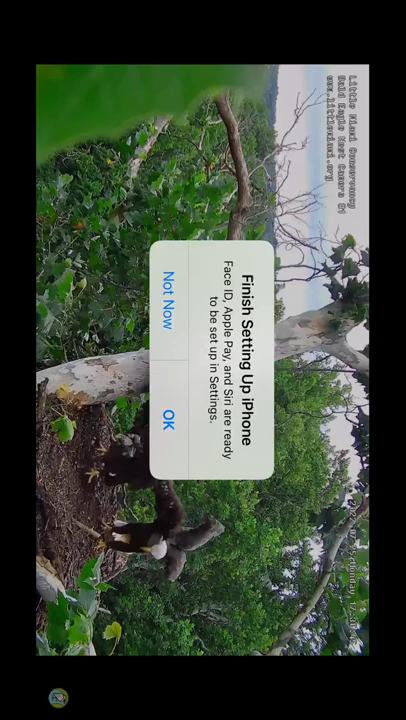 Little Miami Conservancy
Bald Eagle Nest Camera #1
www.littlemiami.org
Finish Setting Up iPhone
Face ID, Apple Pay, and Siri are ready
to be set up in Settings.
Not Now
OK